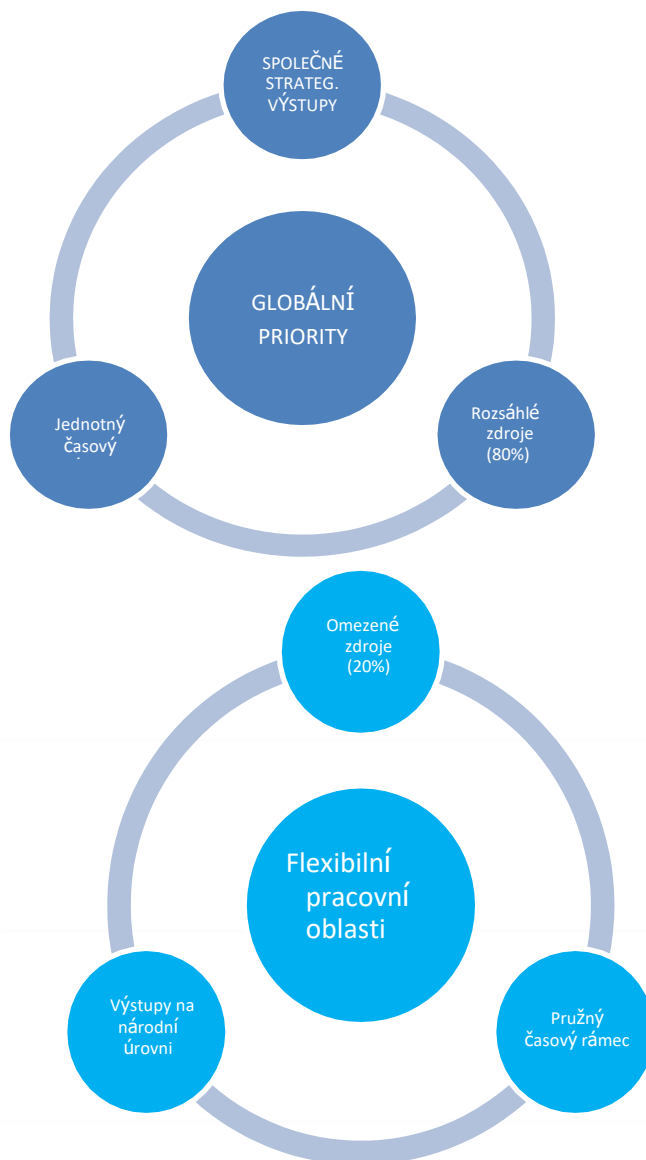 SPOLEČNÉ
STRATEG.
VÝSTUPY
GLOBÁLNÍ
PRIORITY
Jednotný
časový
Rozsáhlé
zdroje
(80%)
Omezené
zdroje
(20%)
Flexibilní
pracovní
oblasti
Výstupy na
národní
úrovni
Pružný
časový rámec